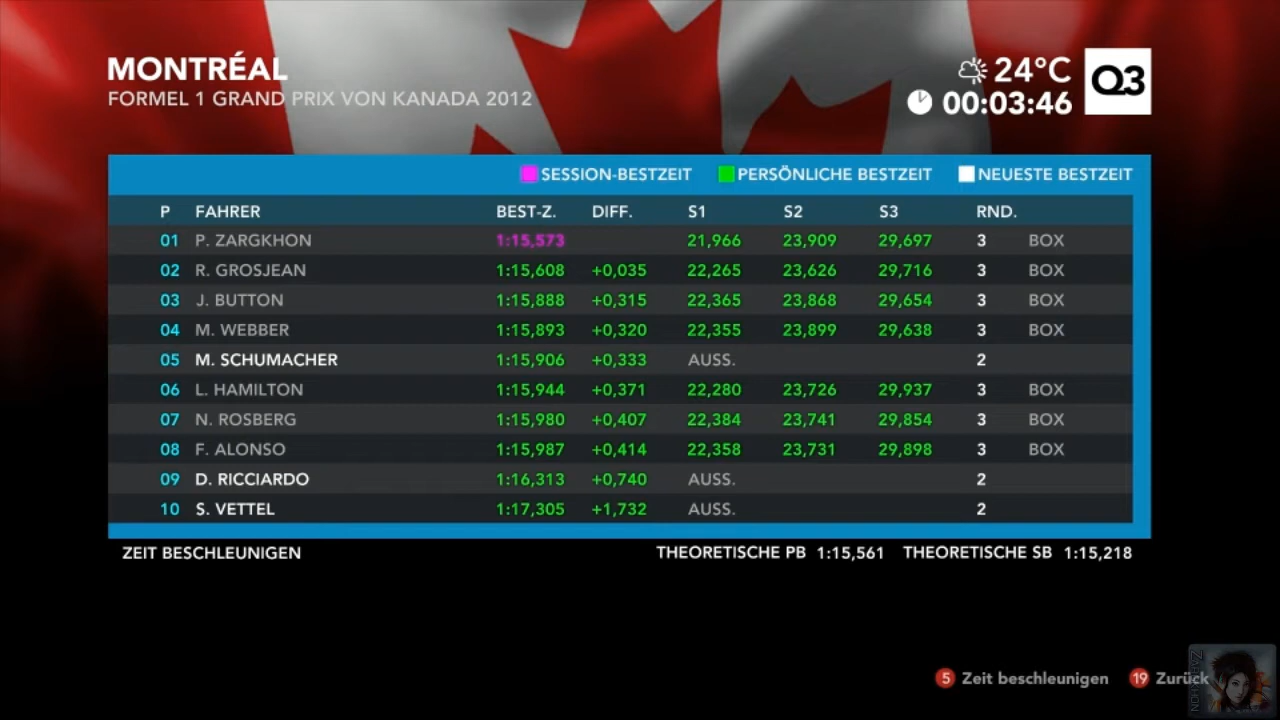 MONTRÉAL
FORMEL 1 GRAND PRIX VON KANADA 2012
24°C
00:03:46
Q3
SESSION-BESTZEIT PERSÖNLICHE BESTZEIT NEUESTE BESTZEIT
P FAHRER BEST-Z. DIFF. S1 S2 S3 RND.
01 P. ZARGKHON 1:15,573 21,966 23,909 29,697 3 BOX
02 R. GROSJEAN 1:15,608 +0,035 22,265 23,626 29,716 3 BOX
03 J. BUTTON 1:15,888 +0,315 22,365 23,868 29,654 3 BOX
04 M. WEBBER 1:15,893 +0,320 22,355 23,899 29,638 3 BOX
05 M. SCHUMACHER 1:15,906 +0,333 AUSS. 2
06 L. HAMILTON 1:15,944 +0,371 22,280 23,726 29,937 3 BOX
07 N. ROSBERG 1:15,980 +0,407 22,384 23,741 29,854 3 BOX
08 F. ALONSO 1:15,987 +0,414 22,358 23,731 29,898 3 BOX
09 D. RICCIARDO 1:16,313 +0,740 AUSS. 2
10 S. VETTEL 1:17,305 +1,732 AUSS. 2
ZEIT BESCHLEUNIGEN THEORETISCHE PB 1:15,561 THEORETISCHE SB 1:15,218
5 Zeit beschleunigen 19 Zurück
ZARGKHON